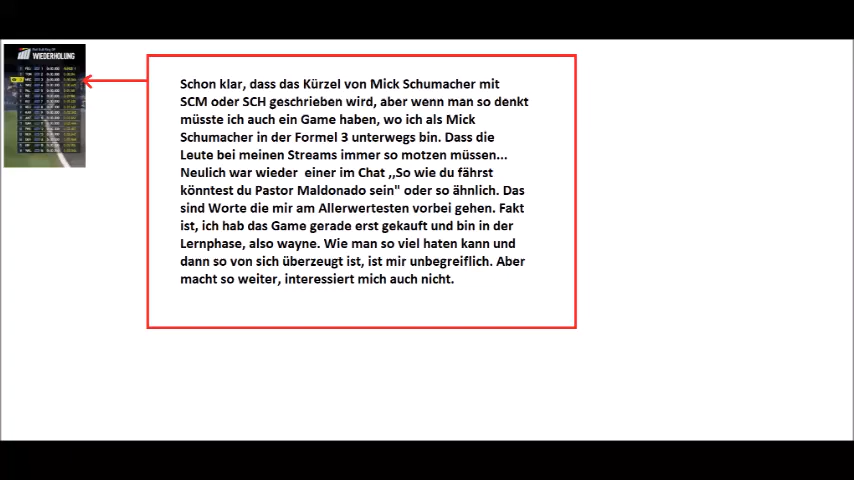 WIEDERHOLUNG
Schon klar, dass das Kürzel von Mick Schumacher mit
SCM oder SCH geschrieben wird, aber wenn man so denkt
müsste ich auch ein Game haben, wo ich als Mick
Schumacher in der Formel 3 unterwegs bin. Dass die
Leute bei meinen Streams immer so motzen müssen...
Neulich war wieder  einer im Chat ,,So wie du fährst
könntest du Pastor Maldonado sein" oder so ähnlich. Das
sind Worte die mir am Allerwertesten vorbei gehen. Fakt
ist, ich hab das Game gerade erst gekauft und bin in der
Lernphase, also wayne. Wie man so viel haten kann und
dann so von sich überzeugt ist, ist mir unbegreiflich. Aber
macht so weiter, interessiert mich auch nicht.